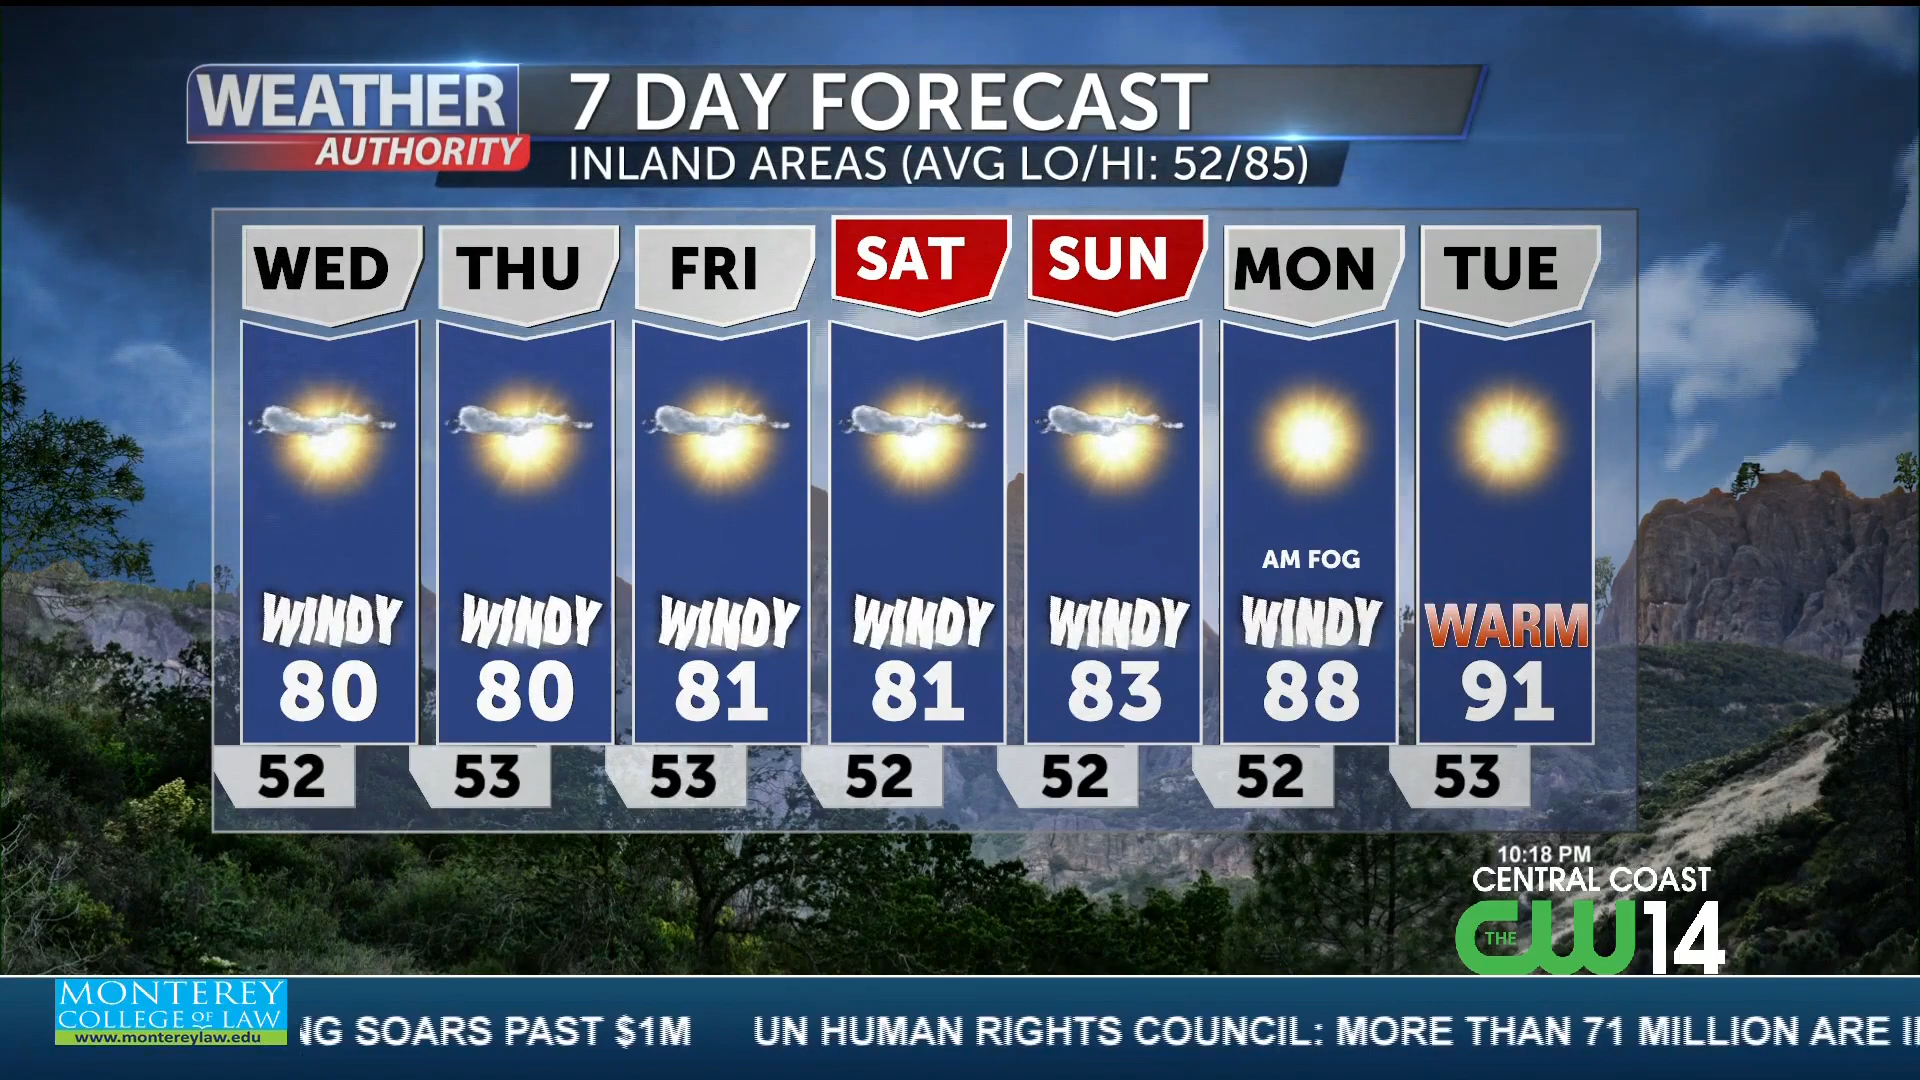 WEATHER
AUTHORITY
7 DAY FORECAST
INLAND AREAS (AVG LO/HI: 52/85)
WED THU FRI SAT SUN MON TUE
AM FOG
WINDY WINDY WINDY WINDY WINDY WINDY WARM
80 80 81 81 83 88 91
52 53 53 52 52 52 53
10:18 PM
CENTRAL COAST
THE CW 14
MONTEREY
COLLEGE OF LAW
www.montereylaw.edu
NG SOARS PAST $1M UN HUMAN RIGHTS COUNCIL: MORE THAN 71 MILLION ARE I